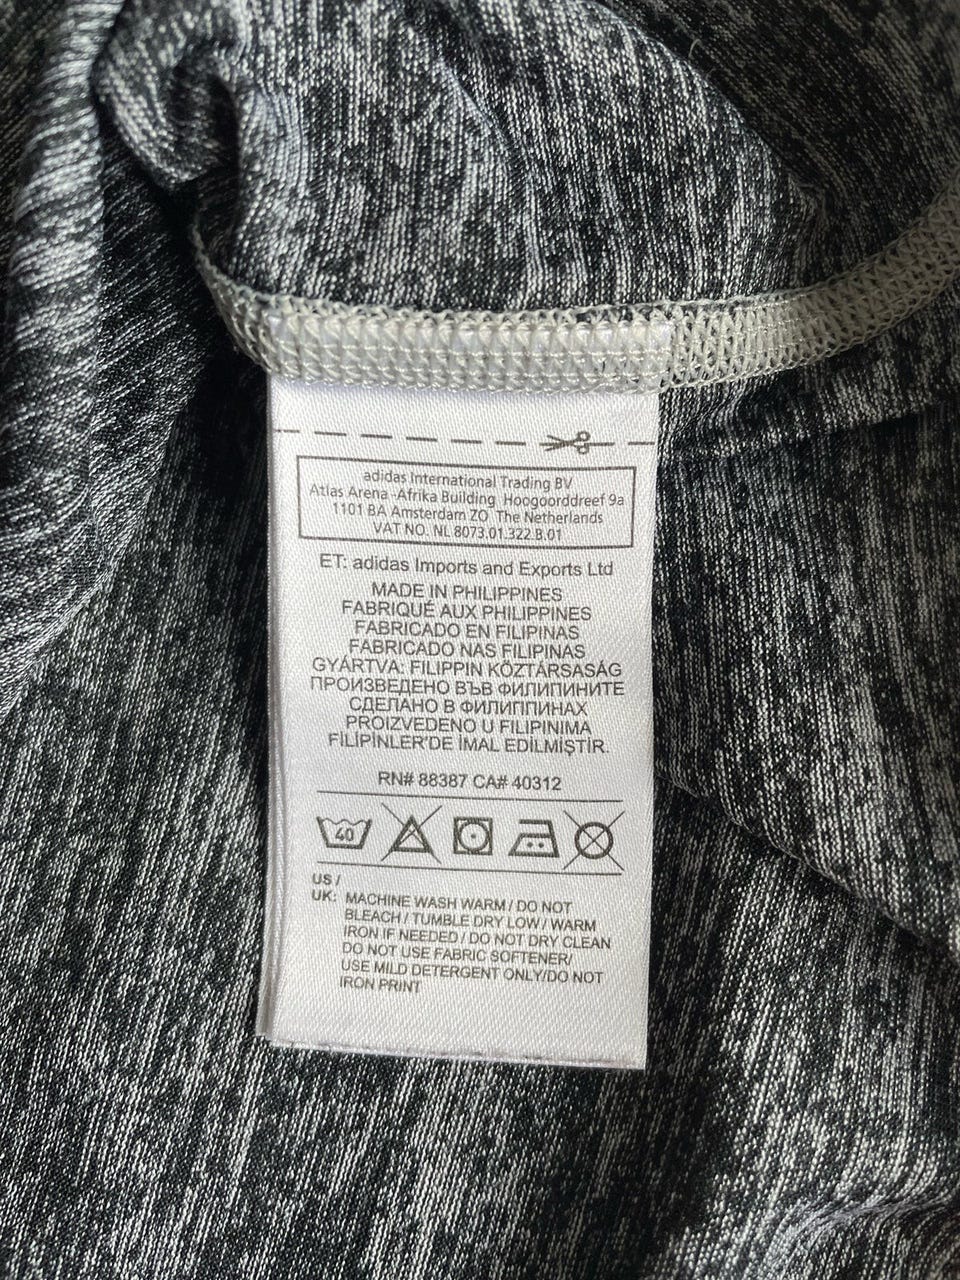 adidas International Trading BV
Atlas Arena -Afrika Building Hoogoorddreef 9a
1101 BA Amsterdam ZO The Netherlands
VAT NO. NL 8073.01.322.B.01
ET: adidas Imports and Exports Ltd
MADE IN PHILIPPINES
FABRIQUÉ AUX PHILIPPINES
FABRICADO EN FILIPINAS
FABRICADO NAS FILIPINAS
GYÁRTVA: FILIPPIN KÖZTÁRSASÁG
ПРОИЗВЕДЕНО ВЪВ ФИЛИПИНИТЕ
СДЕЛАНО В ФИЛИППИНАХ
PROIZVEDENO U FILIPINIMA
FİLİPİNLER'DE İMAL EDİLMİŞTİR.
RN# 88387 CA# 40312
40
US /
UK: MACHINE WASH WARM / DO NOT
BLEACH / TUMBLE DRY LOW / WARM
IRON IF NEEDED / DO NOT DRY CLEAN
DO NOT USE FABRIC SOFTENER/
USE MILD DETERGENT ONLY/DO NOT
IRON PRINT